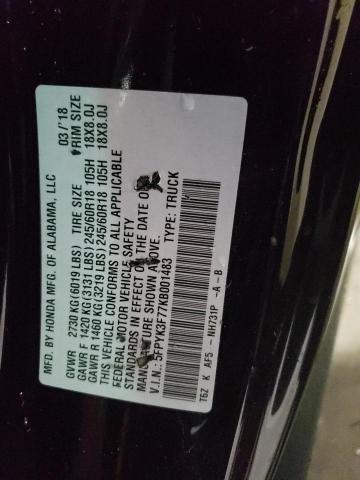 MFD. BY HONDA MFG. OF ALABAMA, LLC 03/'18
GVWR 2730 KG(6019 LBS) TIRE SIZE RIM SIZE
GAWR F 1420 KG(3131 LBS) 245/60R18 105H 18X8.0J
GAWR R 1460 KG(3219 LBS) 245/60R18 105H 18X8.0J
THIS VEHICLE CONFORMS TO ALL APPLICABLE
FEDERAL MOTOR VEHICLE SAFETY
STANDARDS IN EFFECT ON THE DATE OF
MANUFACTURE SHOWN ABOVE.
V.I.N.: 5FPYK3F77KB001483 TYPE: TRUCK
T6Z K AF5 - NH731P -A -B